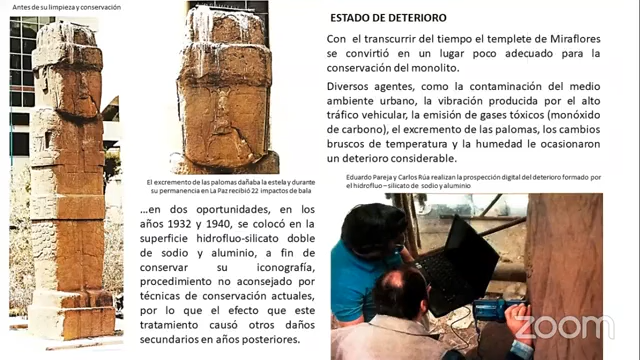 Antes de su limpieza y conservación
El excremento de las palomas dañaba la estela y durante
su permanencia en La Paz recibió 22 impactos de bala
…en dos oportunidades, en los
años 1932 y 1940, se colocó en la
superficie hidrofluo-silicato doble
de sodio y aluminio, a fin de
conservar su iconografía,
procedimiento no aconsejado por
técnicas de conservación actuales,
por lo que el efecto que este
tratamiento causó otros daños
secundarios en años posteriores.
ESTADO DE DETERIORO
Con el transcurrir del tiempo el templete de Miraflores
se convirtió en un lugar poco adecuado para la
conservación del monolito.
Diversos agentes, como la contaminación del medio
ambiente urbano, la vibración producida por el alto
tráfico vehicular, la emisión de gases tóxicos (monóxido
de carbono), el excremento de las palomas, los cambios
bruscos de temperatura y la humedad le ocasionaron
un deterioro considerable.
Eduardo Pareja y Carlos Rúa realizan la prospección digital del deterioro formado por
el hidrofluo –silicato de sodio y aluminio
zoom